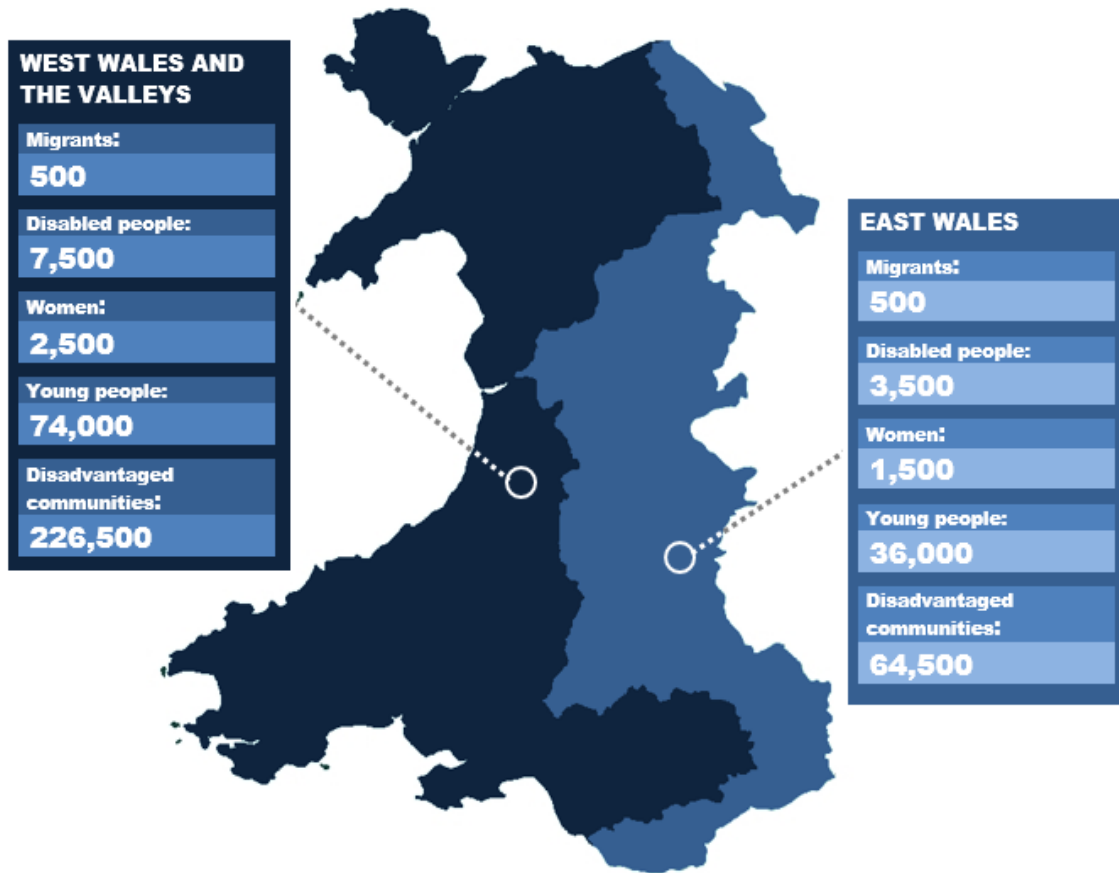 WEST WALES AND
THE VALLEYS
Migrants:
500
Disabled people:
7,500
Women:
2,500
Young people:
74,000
Disadvantaged
communities:
226,500
EAST WALES
Migrants:
500
Disabled people:
3,500
Women:
1,500
Young people:
36,000
Disadvantaged
communities:
64,500